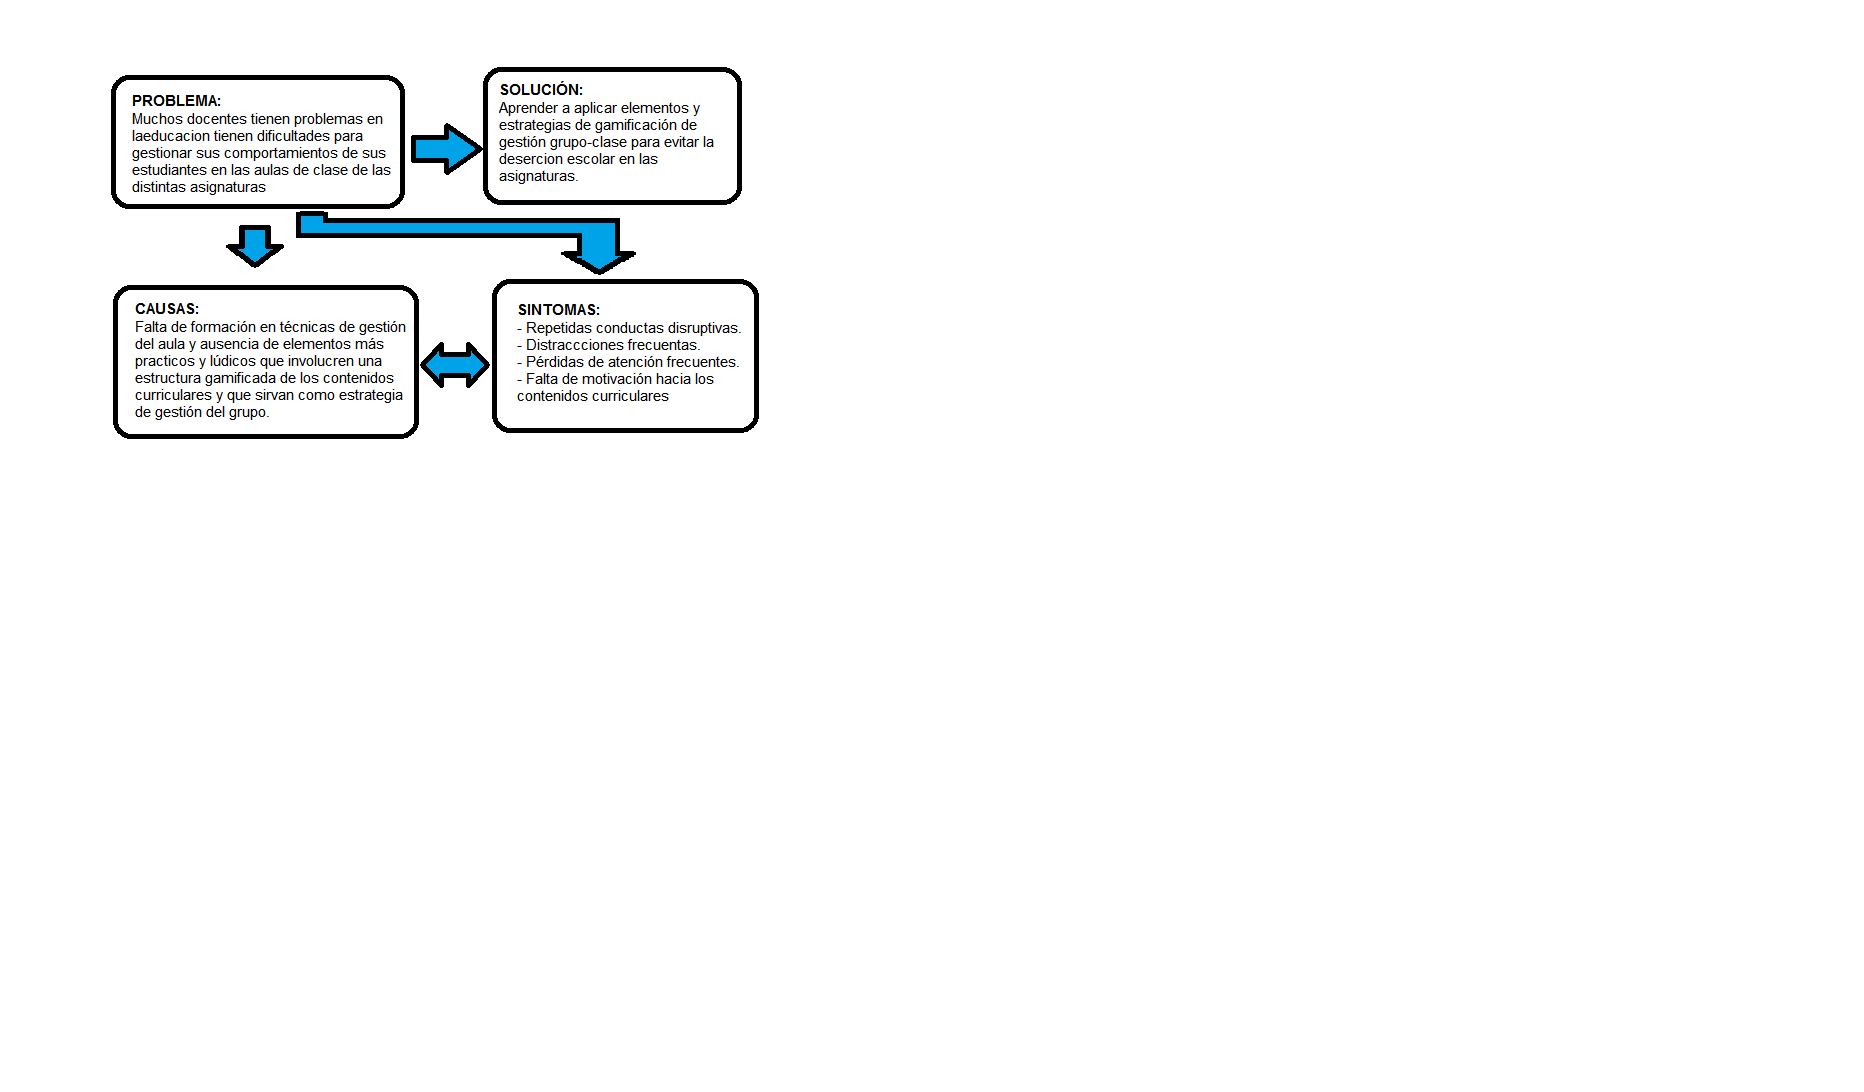 PROBLEMA:
Muchos docentes tienen problemas en
laeducacion tienen dificultades para
gestionar sus comportamientos de sus
estudiantes en las aulas de clase de las
distintas asignaturas
SOLUCIÓN:
Aprender a aplicar elementos y
estrategias de gamificación de
gestión grupo-clase para evitar la
desercion escolar en las
asignaturas.
CAUSAS:
Falta de formación en técnicas de gestión
del aula y ausencia de elementos más
practicos y lúdicos que involucren una
estructura gamificada de los contenidos
curriculares y que sirvan como estrategia
de gestión del grupo.
SINTOMAS:
- Repetidas conductas disruptivas.
- Distraccciones frecuentas.
- Pérdidas de atención frecuentes.
- Falta de motivación hacia los
contenidos curriculares